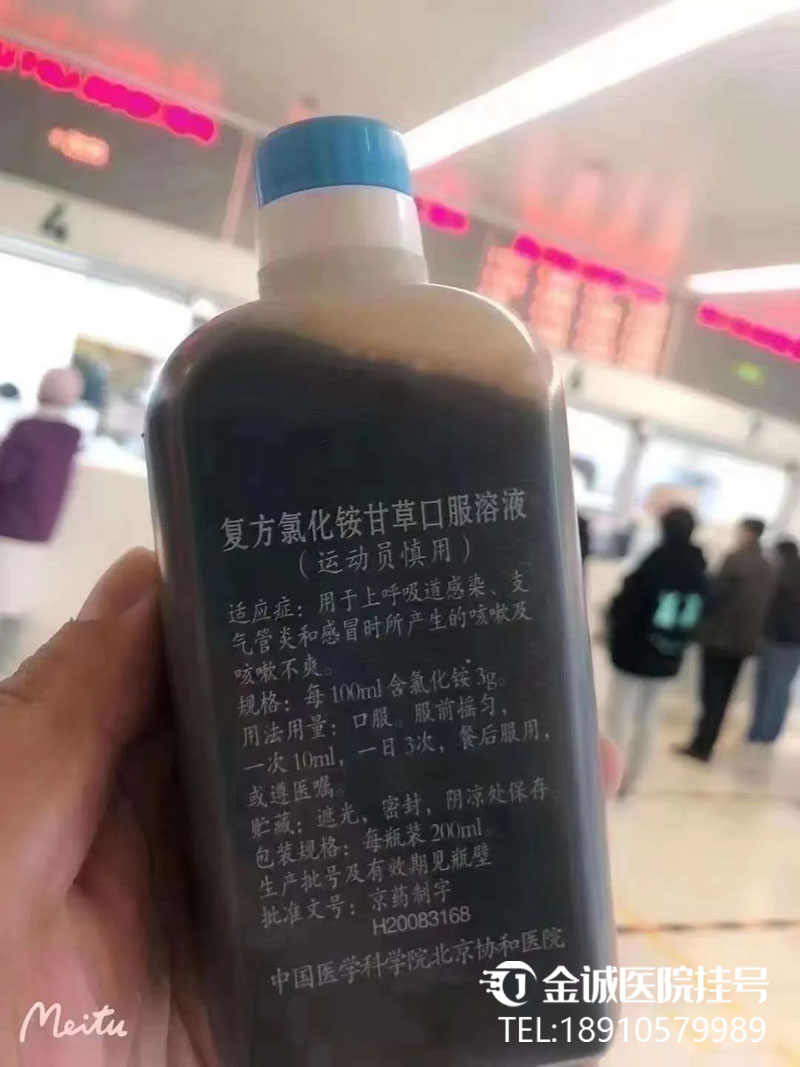 4
复方氯化铵甘草口服溶液
（运动员慎用）
适应症：用于上呼吸道感染、支
气管炎和感冒时所产生的咳嗽及
咳嗽不爽。
规格：每100ml含氯化铵3g。
用法用量：口服。服前摇匀，
一次10ml，一日3次，餐后服用，
或遵医嘱。
贮藏：遮光，密封，阴凉处保存。
包装规格：每瓶装200ml。
生产批号及有效期见瓶壁
批准文号：京药制字
H20083168
中国医学科学院北京协和医院
金诚医院挂号
TEL:18910579989
Meitu